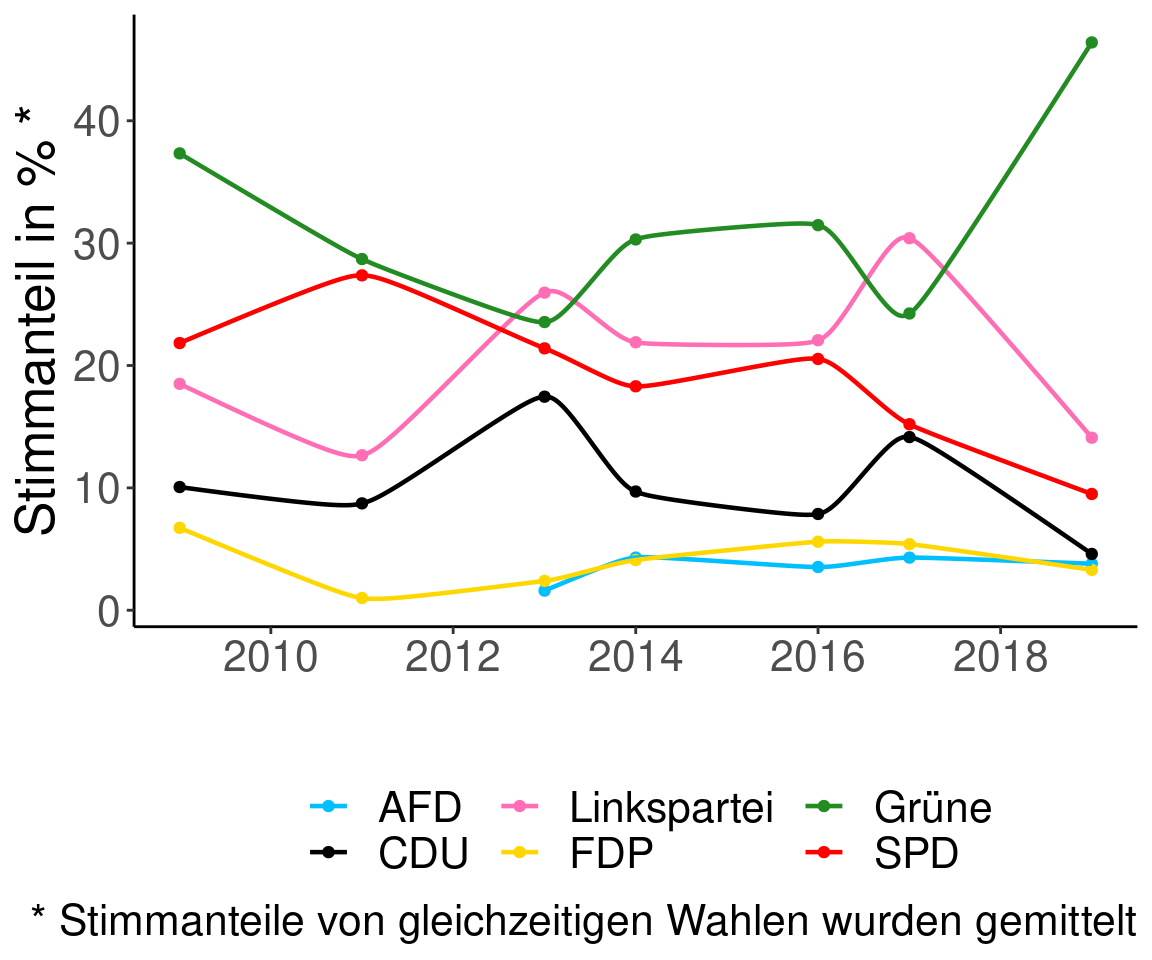 Stimmanteil in % *
40
30
20
10
0
2010 2012 2014 2016 2018
AFD Linkspartei Grüne
CDU FDP SPD
* Stimmanteile von gleichzeitigen Wahlen wurden gemittelt